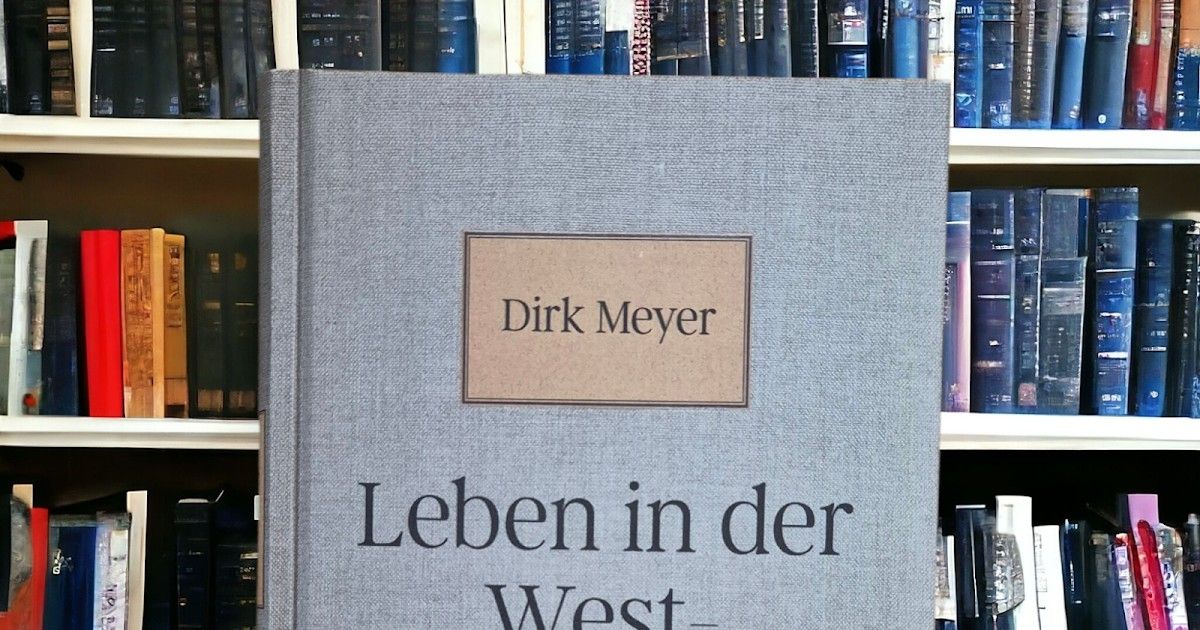 Dirk Meyer
Leben in der
West-